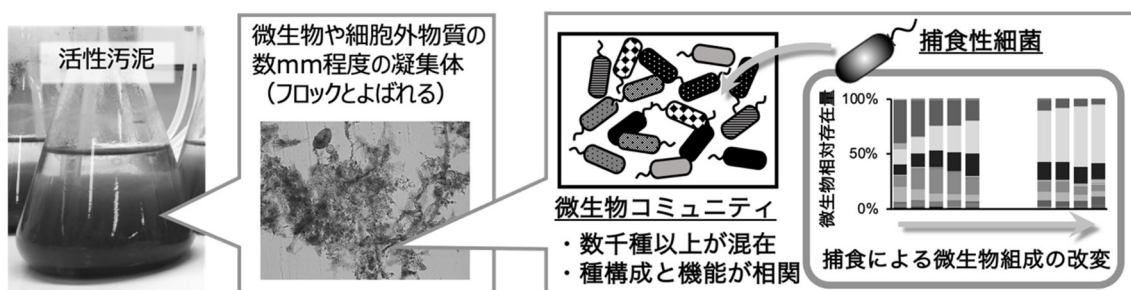 活性汚泥
微生物や細胞外物質の
数mm程度の凝集体
（フロックとよばれる）
微生物コミュニティ
・数千種以上が混在
・種構成と機能が相関
捕食性細菌
微生物相対存在量
100%
50%
0%
捕食による微生物組成の改変